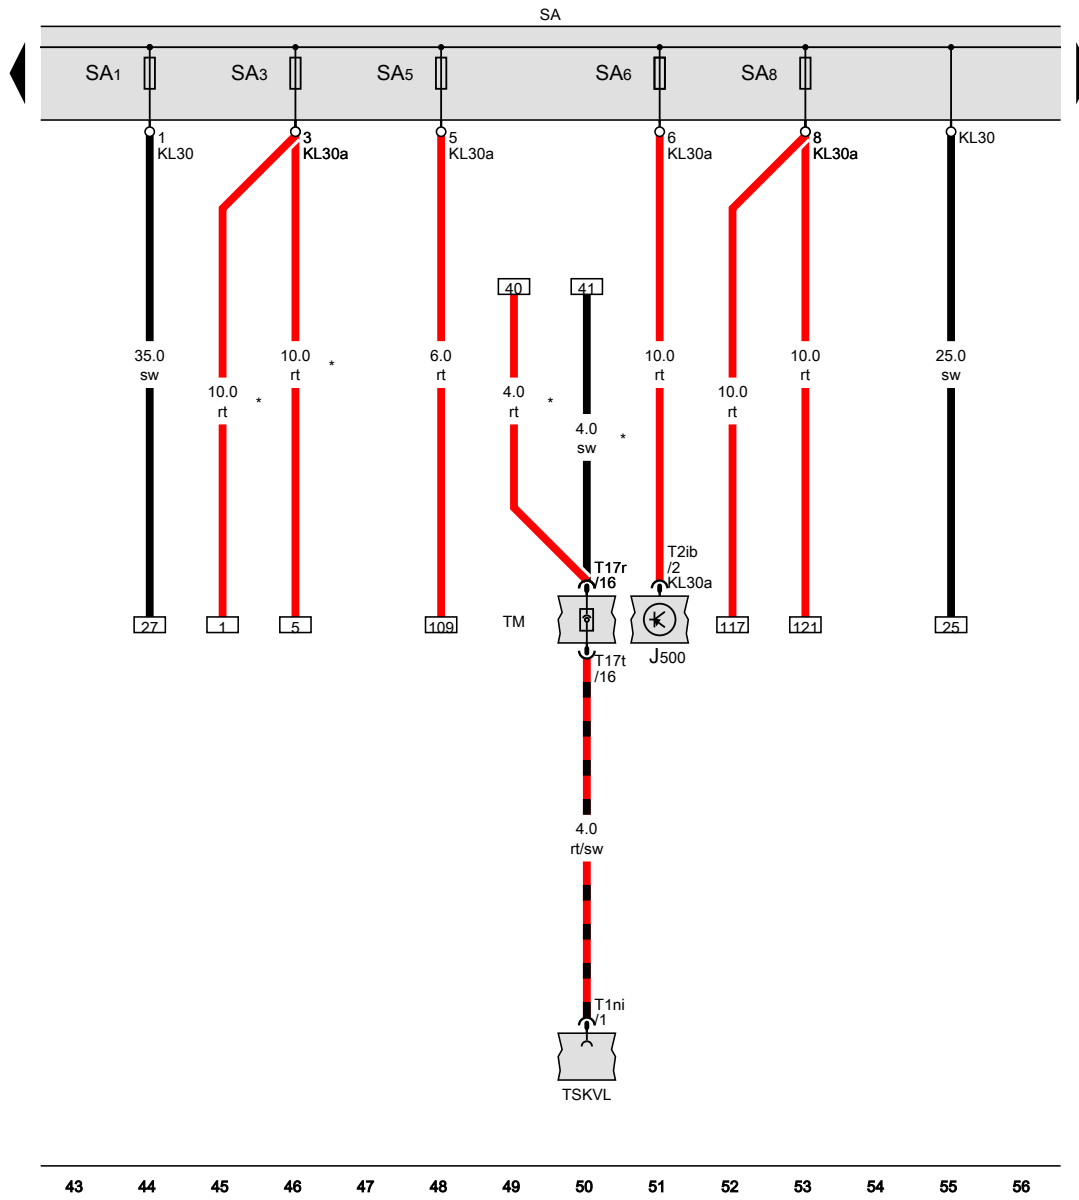 SA
SA1 SA3 SA5 SA6 SA8
1 3 5 6 8 KL30
KL30 KL30a KL30a KL30a KL30a
40 41
35.0 10.0 6.0 10.0 10.0 25.0
sw rt * rt rt rt sw
10.0 4.0 10.0
rt * rt * rt
4.0
sw *
T17r T2ib
/16 /2
KL30a
27 1 5 109 TM 117 121 25
T17t J500
/16
4.0
rt/sw
T1ni
/1
TSKVL
43 44 45 46 47 48 49 50 51 52 53 54 55 56